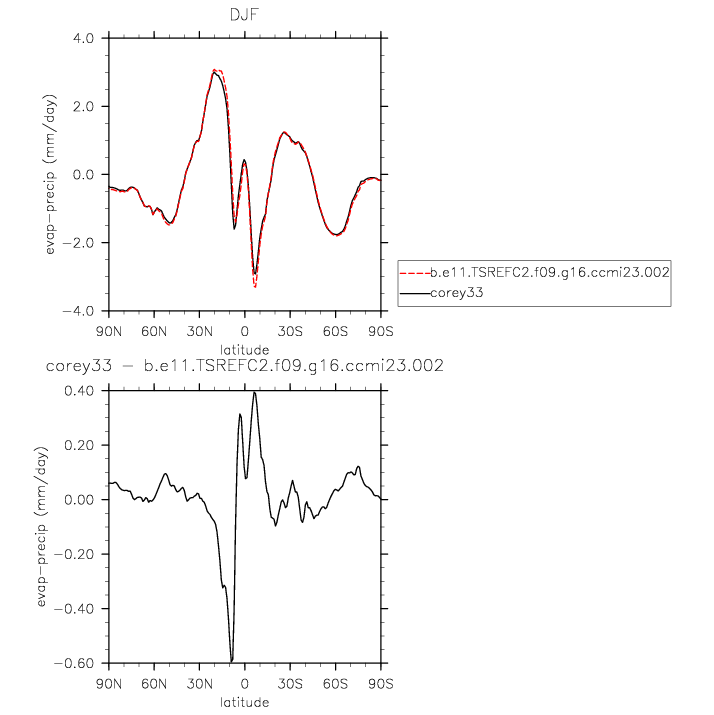 DJF
4.0
2.0
0.0
−2.0
−4.0
evap−precip (mm/day)
90N 60N 30N 0 30S 60S 90S
latitude
b.e11.TSREFC2.f09.g16.ccmi23.002
corey33
corey33 − b.e11.TSREFC2.f09.g16.ccmi23.002
0.40
0.20
0.00
−0.20
−0.40
−0.60
evap−precip (mm/day)
90N 60N 30N 0 30S 60S 90S
latitude